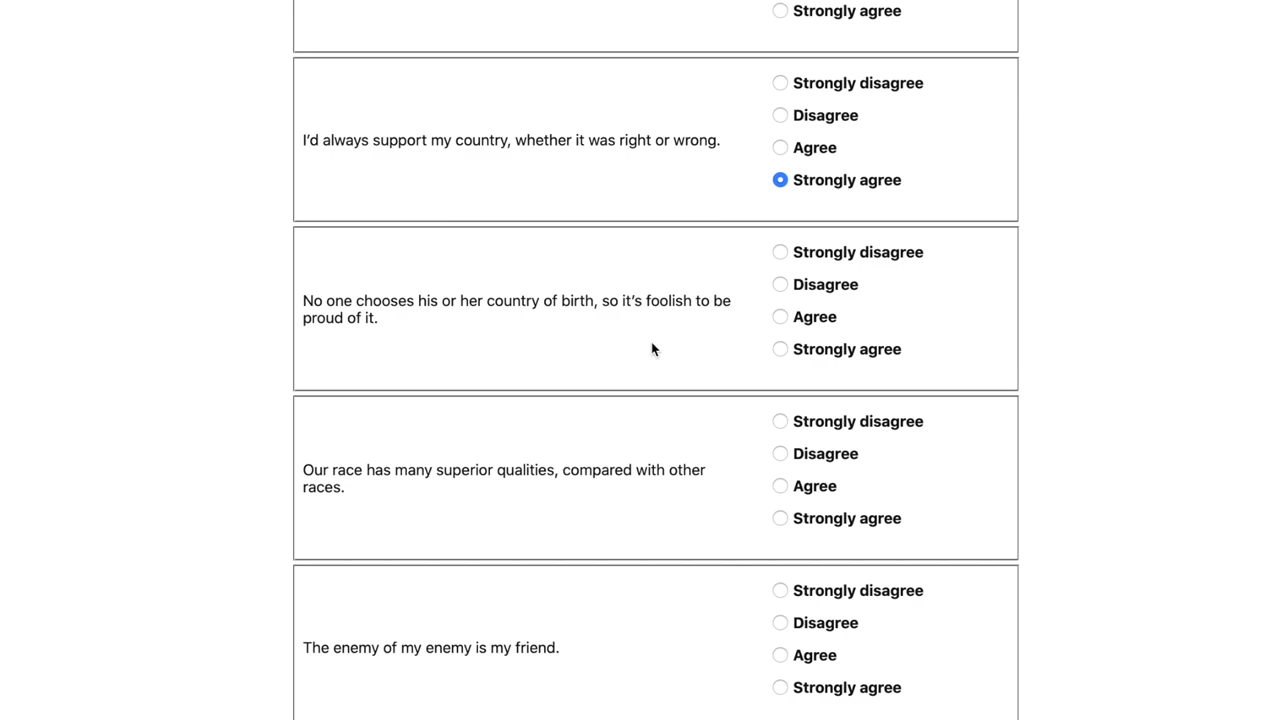 Strongly agree
I’d always support my country, whether it was right or wrong.
Strongly disagree
Disagree
Agree
Strongly agree
No one chooses his or her country of birth, so it’s foolish to be
proud of it.
Strongly disagree
Disagree
Agree
Strongly agree
Our race has many superior qualities, compared with other
races.
Strongly disagree
Disagree
Agree
Strongly agree
The enemy of my enemy is my friend.
Strongly disagree
Disagree
Agree
Strongly agree